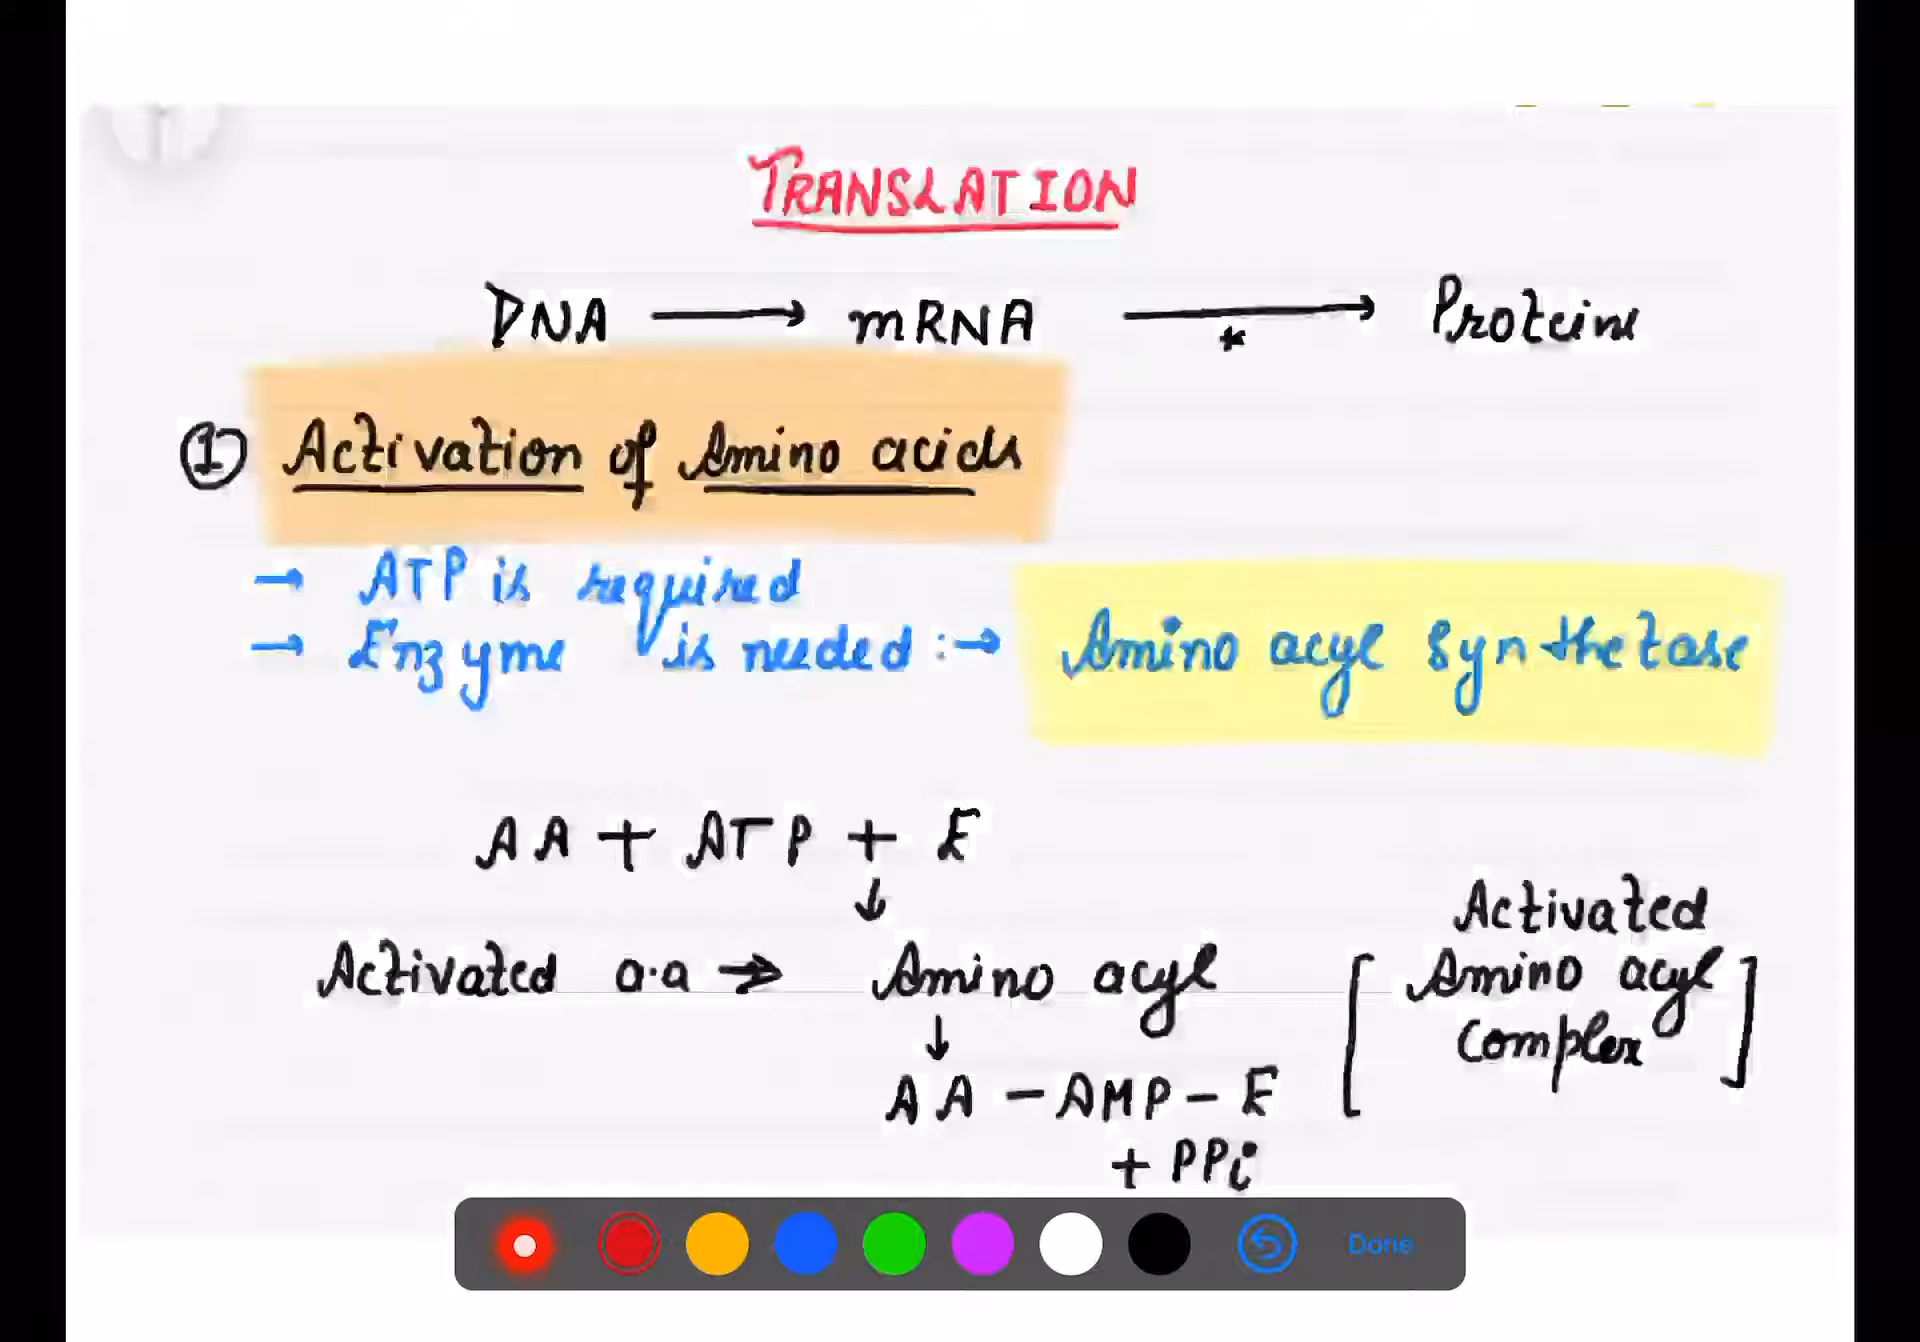 TRANSLATION
DNA → mRNA → Proteins
*
① Activation of Amino acids
→ ATP is required
→ Enzyme is needed :→ Amino acyl synthetase
AA + ATP + E
↓
Activated a.a → Amino acyl
↓
AA - AMP - E
+ PPi
[Activated
Amino acyl
complex]
Done